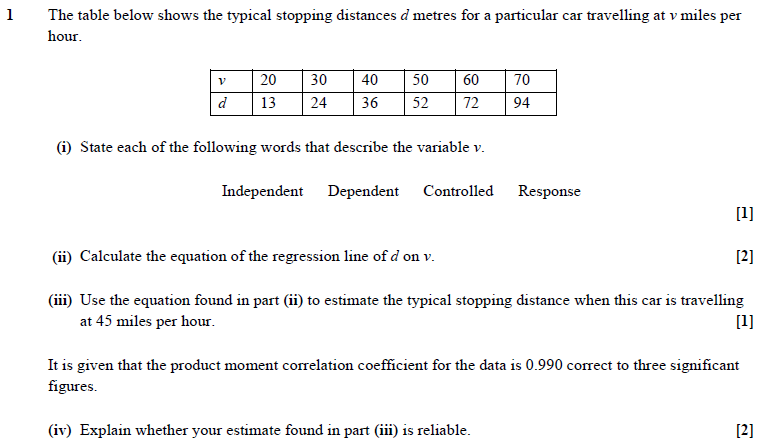 1 The table below shows the typical stopping distances d metres for a particular car travelling at v miles per
hour.
v 20 30 40 50 60 70
d 13 24 36 52 72 94
(i) State each of the following words that describe the variable v.
Independent Dependent Controlled Response
[1]
(ii) Calculate the equation of the regression line of d on v. [2]
(iii) Use the equation found in part (ii) to estimate the typical stopping distance when this car is travelling
at 45 miles per hour. [1]
It is given that the product moment correlation coefficient for the data is 0.990 correct to three significant
figures.
(iv) Explain whether your estimate found in part (iii) is reliable. [2]